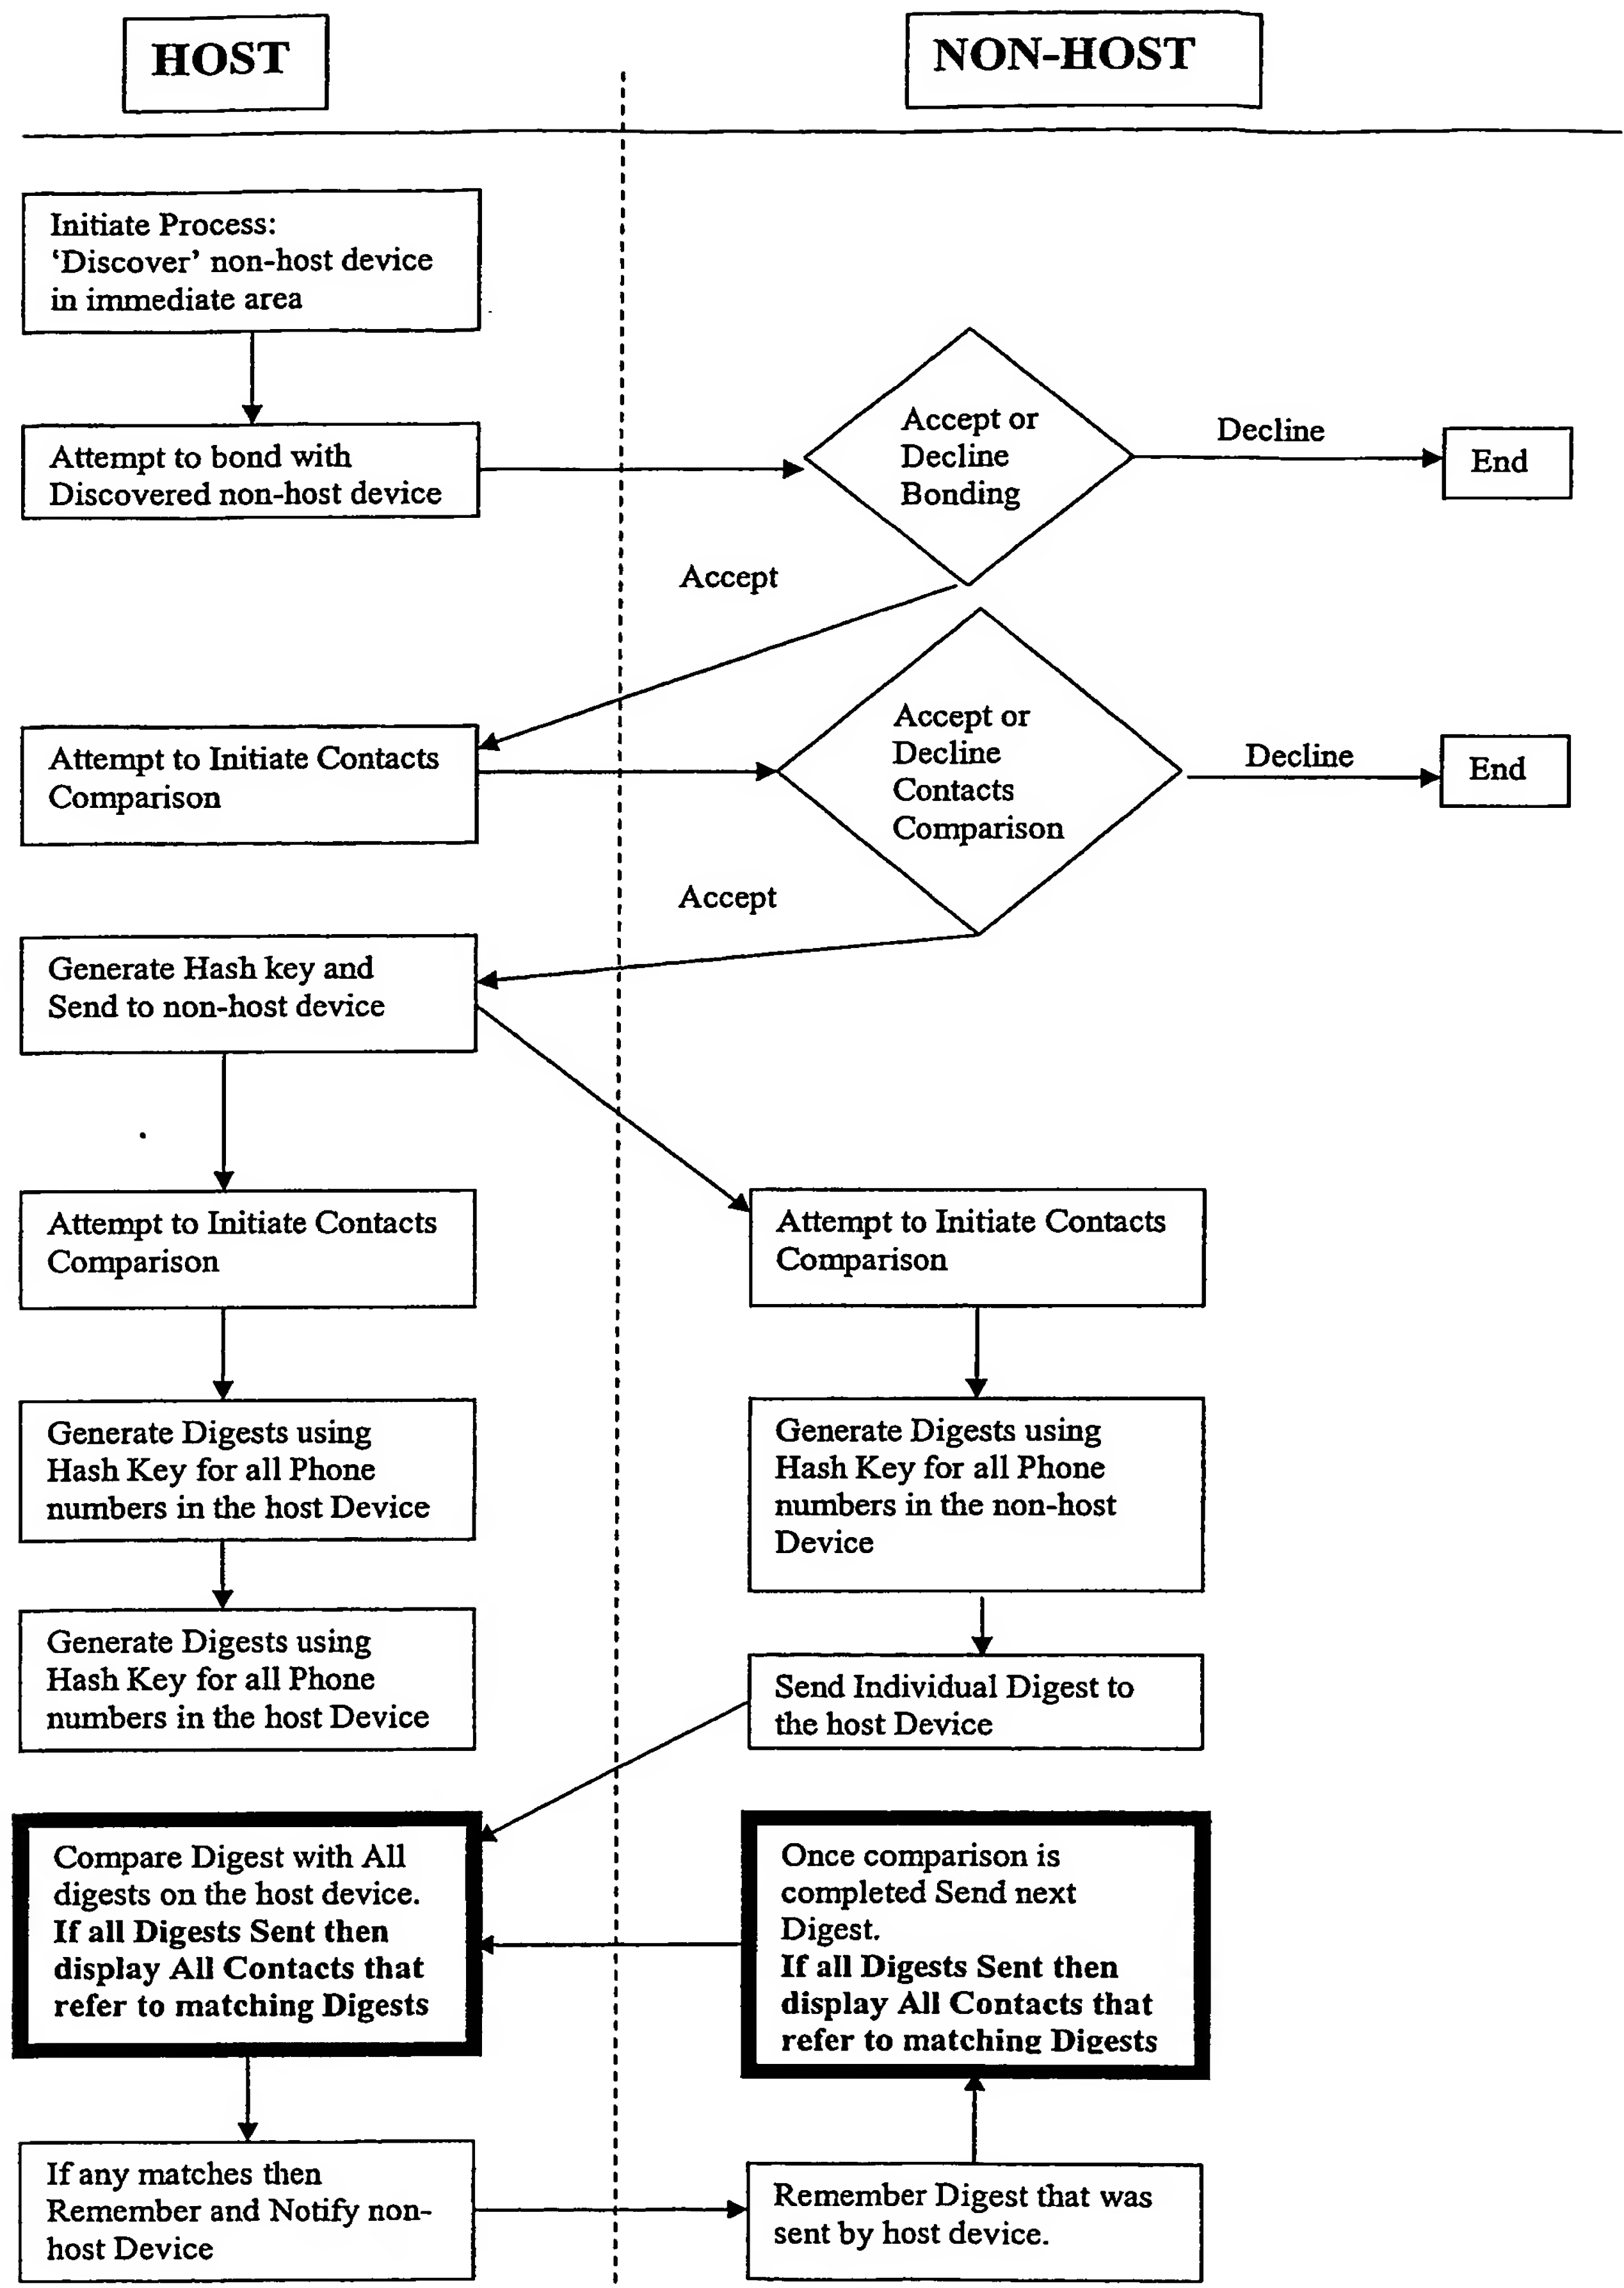 HOST
NON-HOST
Initiate Process:
‘Discover’ non-host device
in immediate area
Attempt to bond with
Discovered non-host device
Accept or
Decline
Bonding
Decline
End
Accept
Attempt to Initiate Contacts
Comparison
Accept or
Decline
Contacts
Comparison
Decline
End
Accept
Generate Hash key and
Send to non-host device
Attempt to Initiate Contacts
Comparison
Attempt to Initiate Contacts
Comparison
Generate Digests using
Hash Key for all Phone
numbers in the host Device
Generate Digests using
Hash Key for all Phone
numbers in the non-host
Device
Generate Digests using
Hash Key for all Phone
numbers in the host Device
Send Individual Digest to
the host Device
Compare Digest with All
digests on the host device.
If all Digests Sent then
display All Contacts that
refer to matching Digests
Once comparison is
completed Send next
Digest.
If all Digests Sent then
display All Contacts that
refer to matching Digests
If any matches then
Remember and Notify non-
host Device
Remember Digest that was
sent by host device.